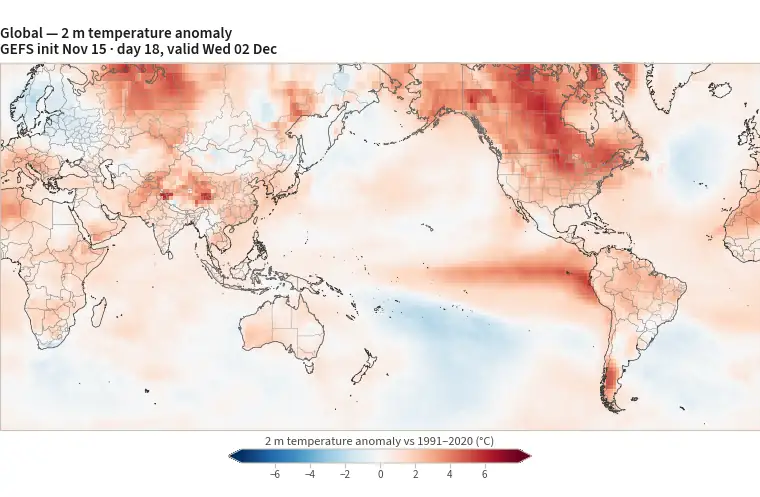 Global — 2 m temperature anomaly
GEFS init Nov 15 · day 18, valid Wed 02 Dec
2 m temperature anomaly vs 1991–2020 (°C)
−6 −4 −2 0 2 4 6